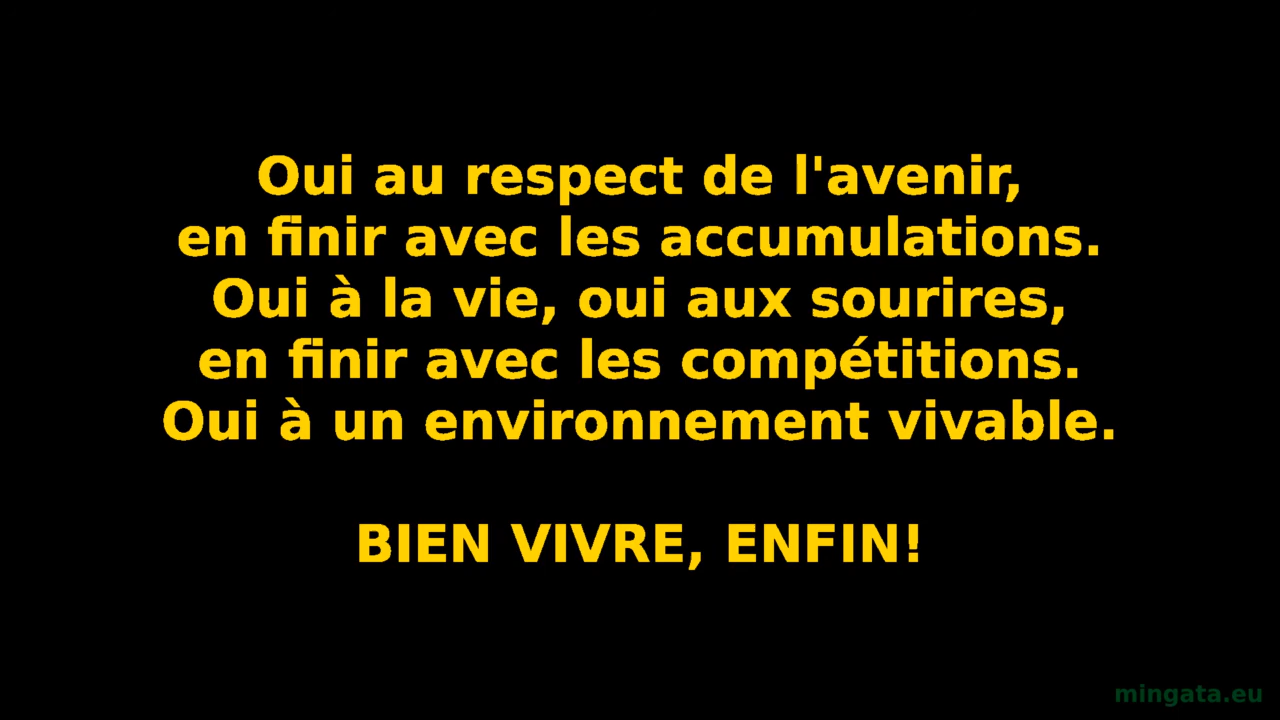 Oui au respect de l'avenir,
en finir avec les accumulations.
Oui à la vie, oui aux sourires,
en finir avec les compétitions.
Oui à un environnement vivable.
BIEN VIVRE, ENFIN!
mingata.eu